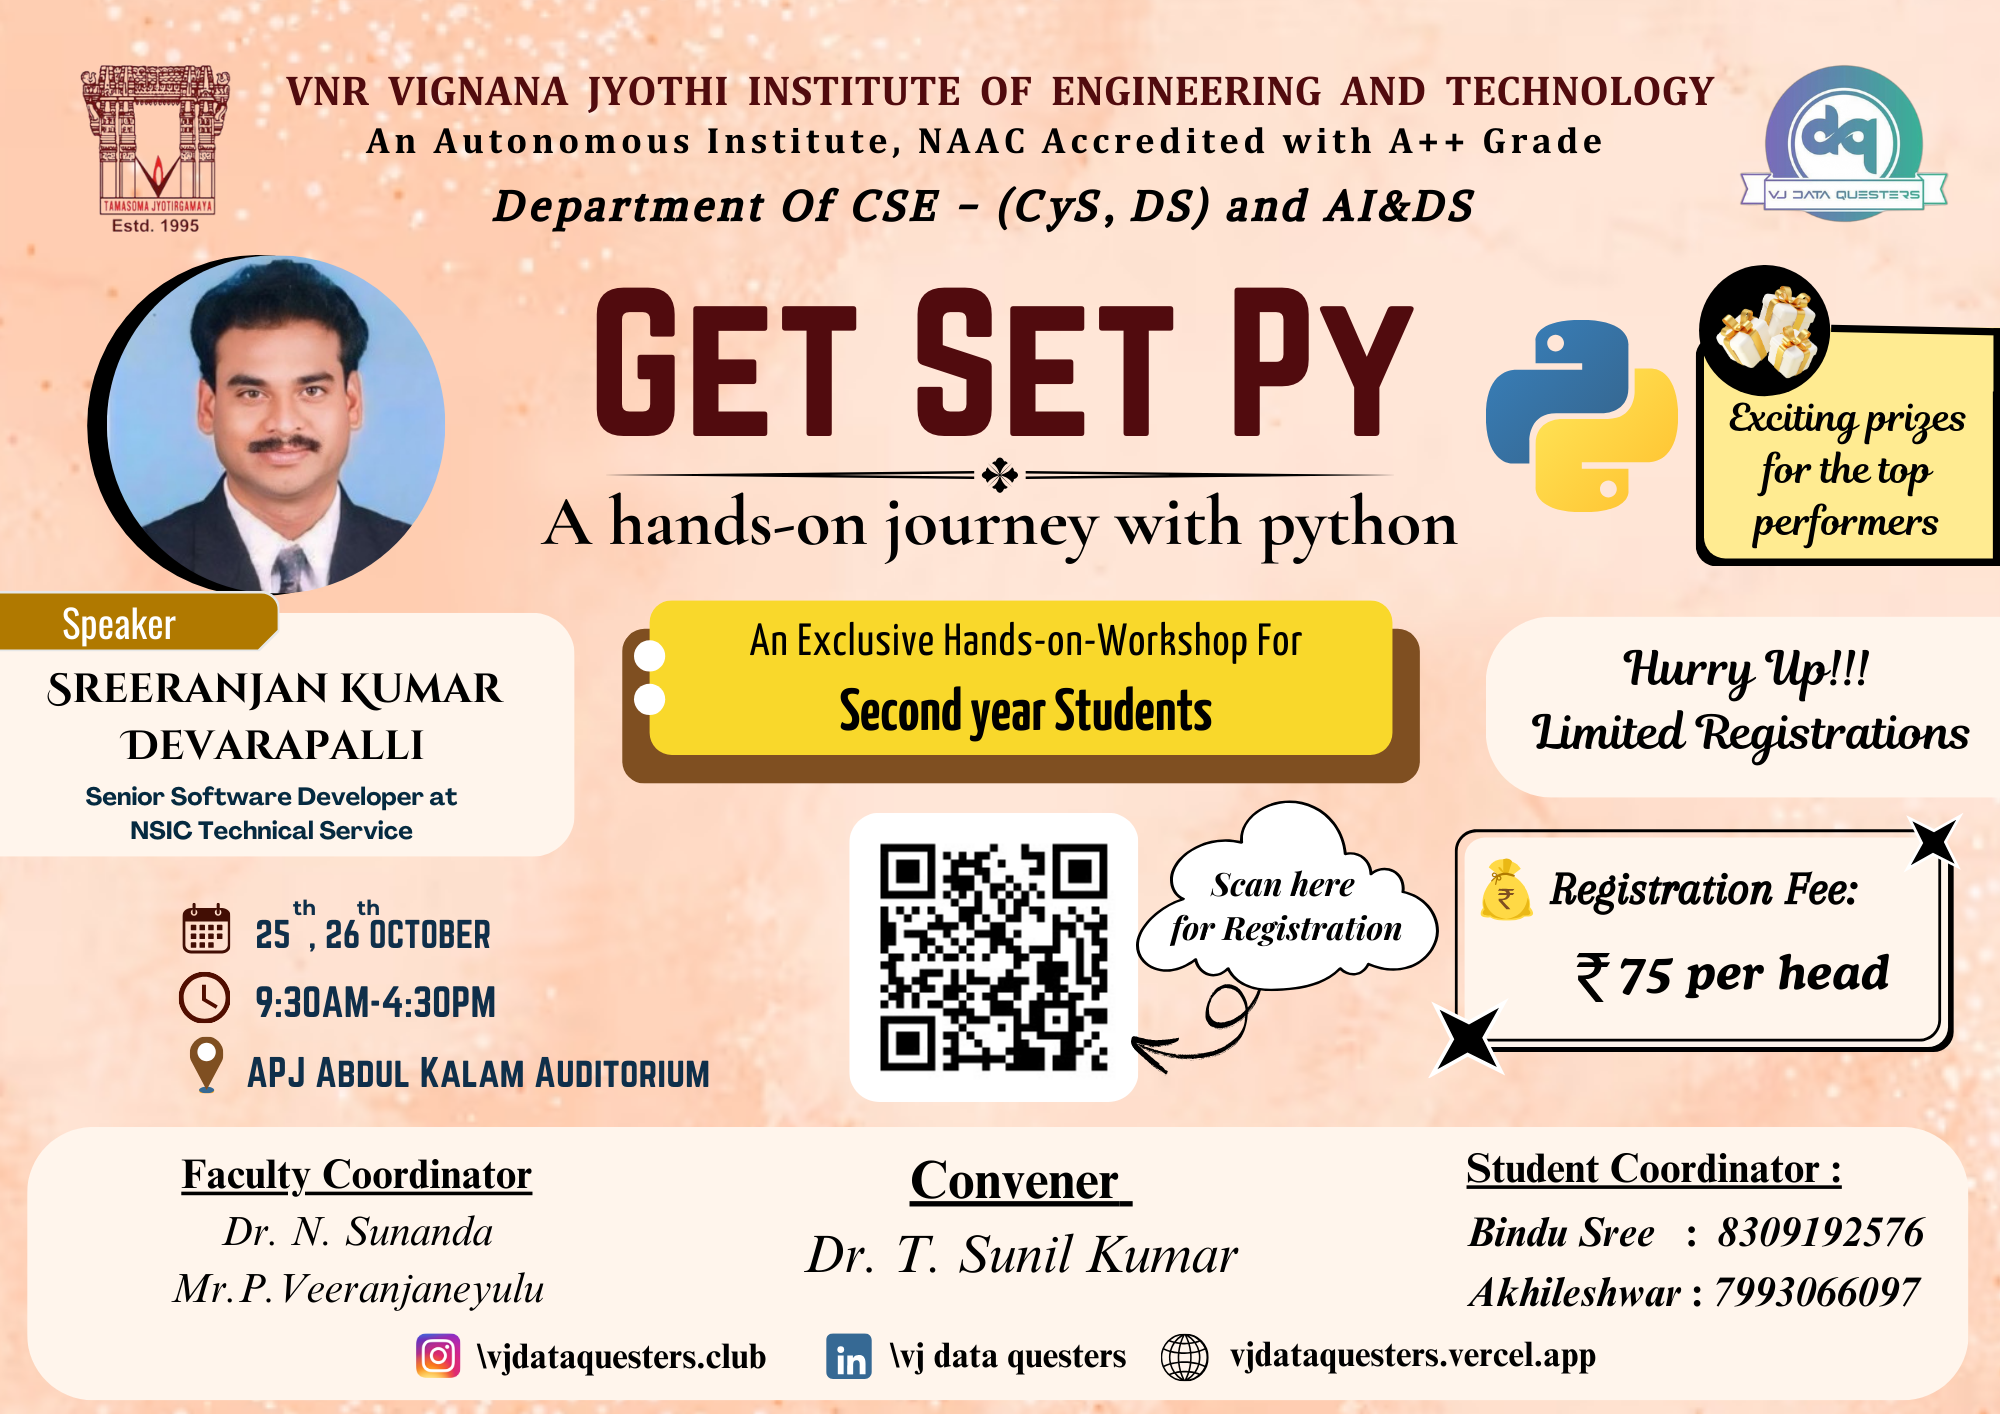 VNR VIGNANA JYOTHI INSTITUTE OF ENGINEERING AND TECHNOLOGY
An Autonomous Institute, NAAC Accredited with A++ Grade
Department Of CSE – (CyS, DS) and AI&DS
TAMASOMA JYOTIRGAMAYA
Estd. 1995
dq
VJ DATA QUESTERS
GET SET PY
A hands-on journey with python
Exciting prizes
for the top
performers
Speaker
SREERANJAN KUMAR
DEVARAPALLI
Senior Software Developer at
NSIC Technical Service
An Exclusive Hands-on-Workshop For
Second year Students
Hurry Up!!!
Limited Registrations
25th, 26th OCTOBER
9:30AM-4:30PM
APJ ABDUL KALAM AUDITORIUM
Scan here
for Registration
₹
Registration Fee:
₹ 75 per head
Faculty Coordinator
Dr. N. Sunanda
Mr. P. Veeranjaneyulu
Convener
Dr. T. Sunil Kumar
Student Coordinator :
Bindu Sree : 8309192576
Akhileshwar : 7993066097
\vjdataquesters.club
in
\vj data questers
vjdataquesters.vercel.app